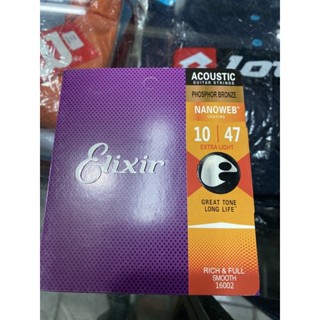 ACOUSTIC
GUITAR STRINGS
PHOSPHOR BRONZE
NANOWEB®
COATING
10 | 47
EXTRA LIGHT
Elixir
GREAT TONE
LONG LIFE™
RICH & FULL
SMOOTH
16002